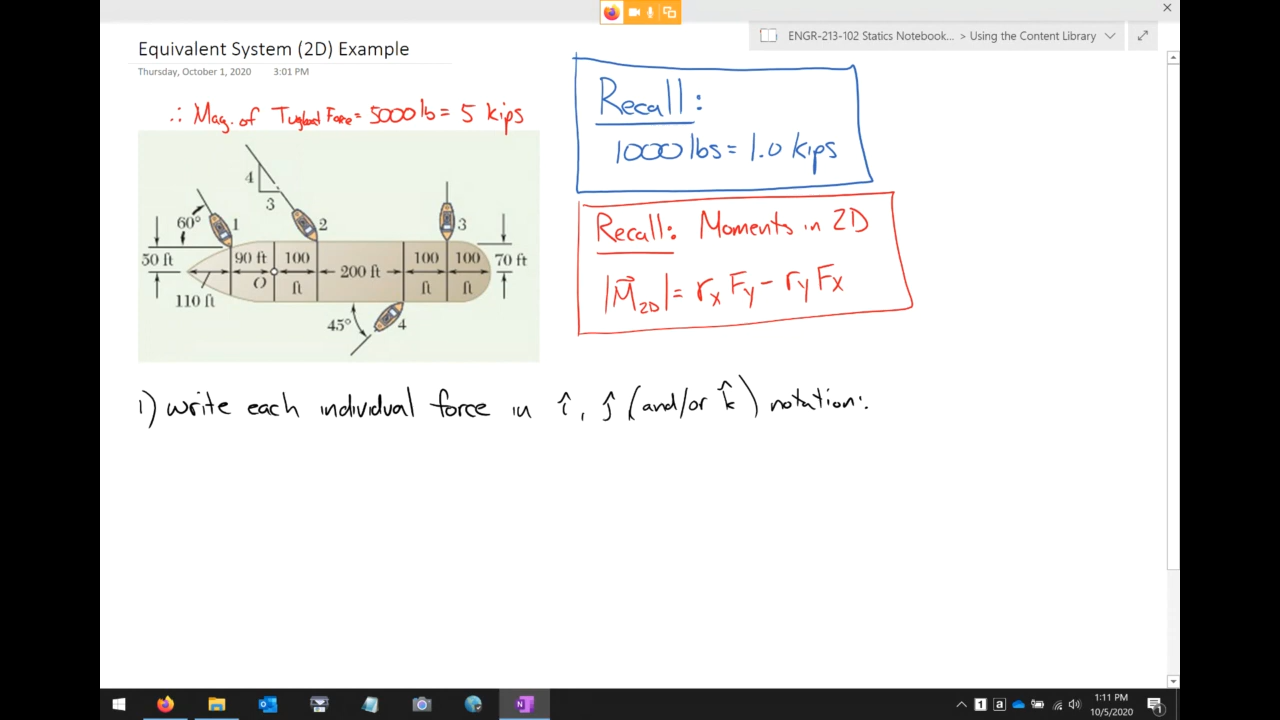 ENGR-213-102 Statics Notebook... > Using the Content Library
Equivalent System (2D) Example
Thursday, October 1, 2020 3:01 PM
∴ Mag. of Tugboat Force = 5000 lb = 5 kips
Recall:
1000 lbs = 1.0 kips
4
3
60°
1
2
3
50 ft
90 ft
100
ft
200 ft
100
ft
100
ft
70 ft
O
110 ft
45°
4
Recall: Moments in 2D
|M⃗2D| = rx Fy - ry Fx
1) write each individual force in î, ĵ (and/or k̂) notation:
1
a
1:11 PM
10/5/2020
1
N